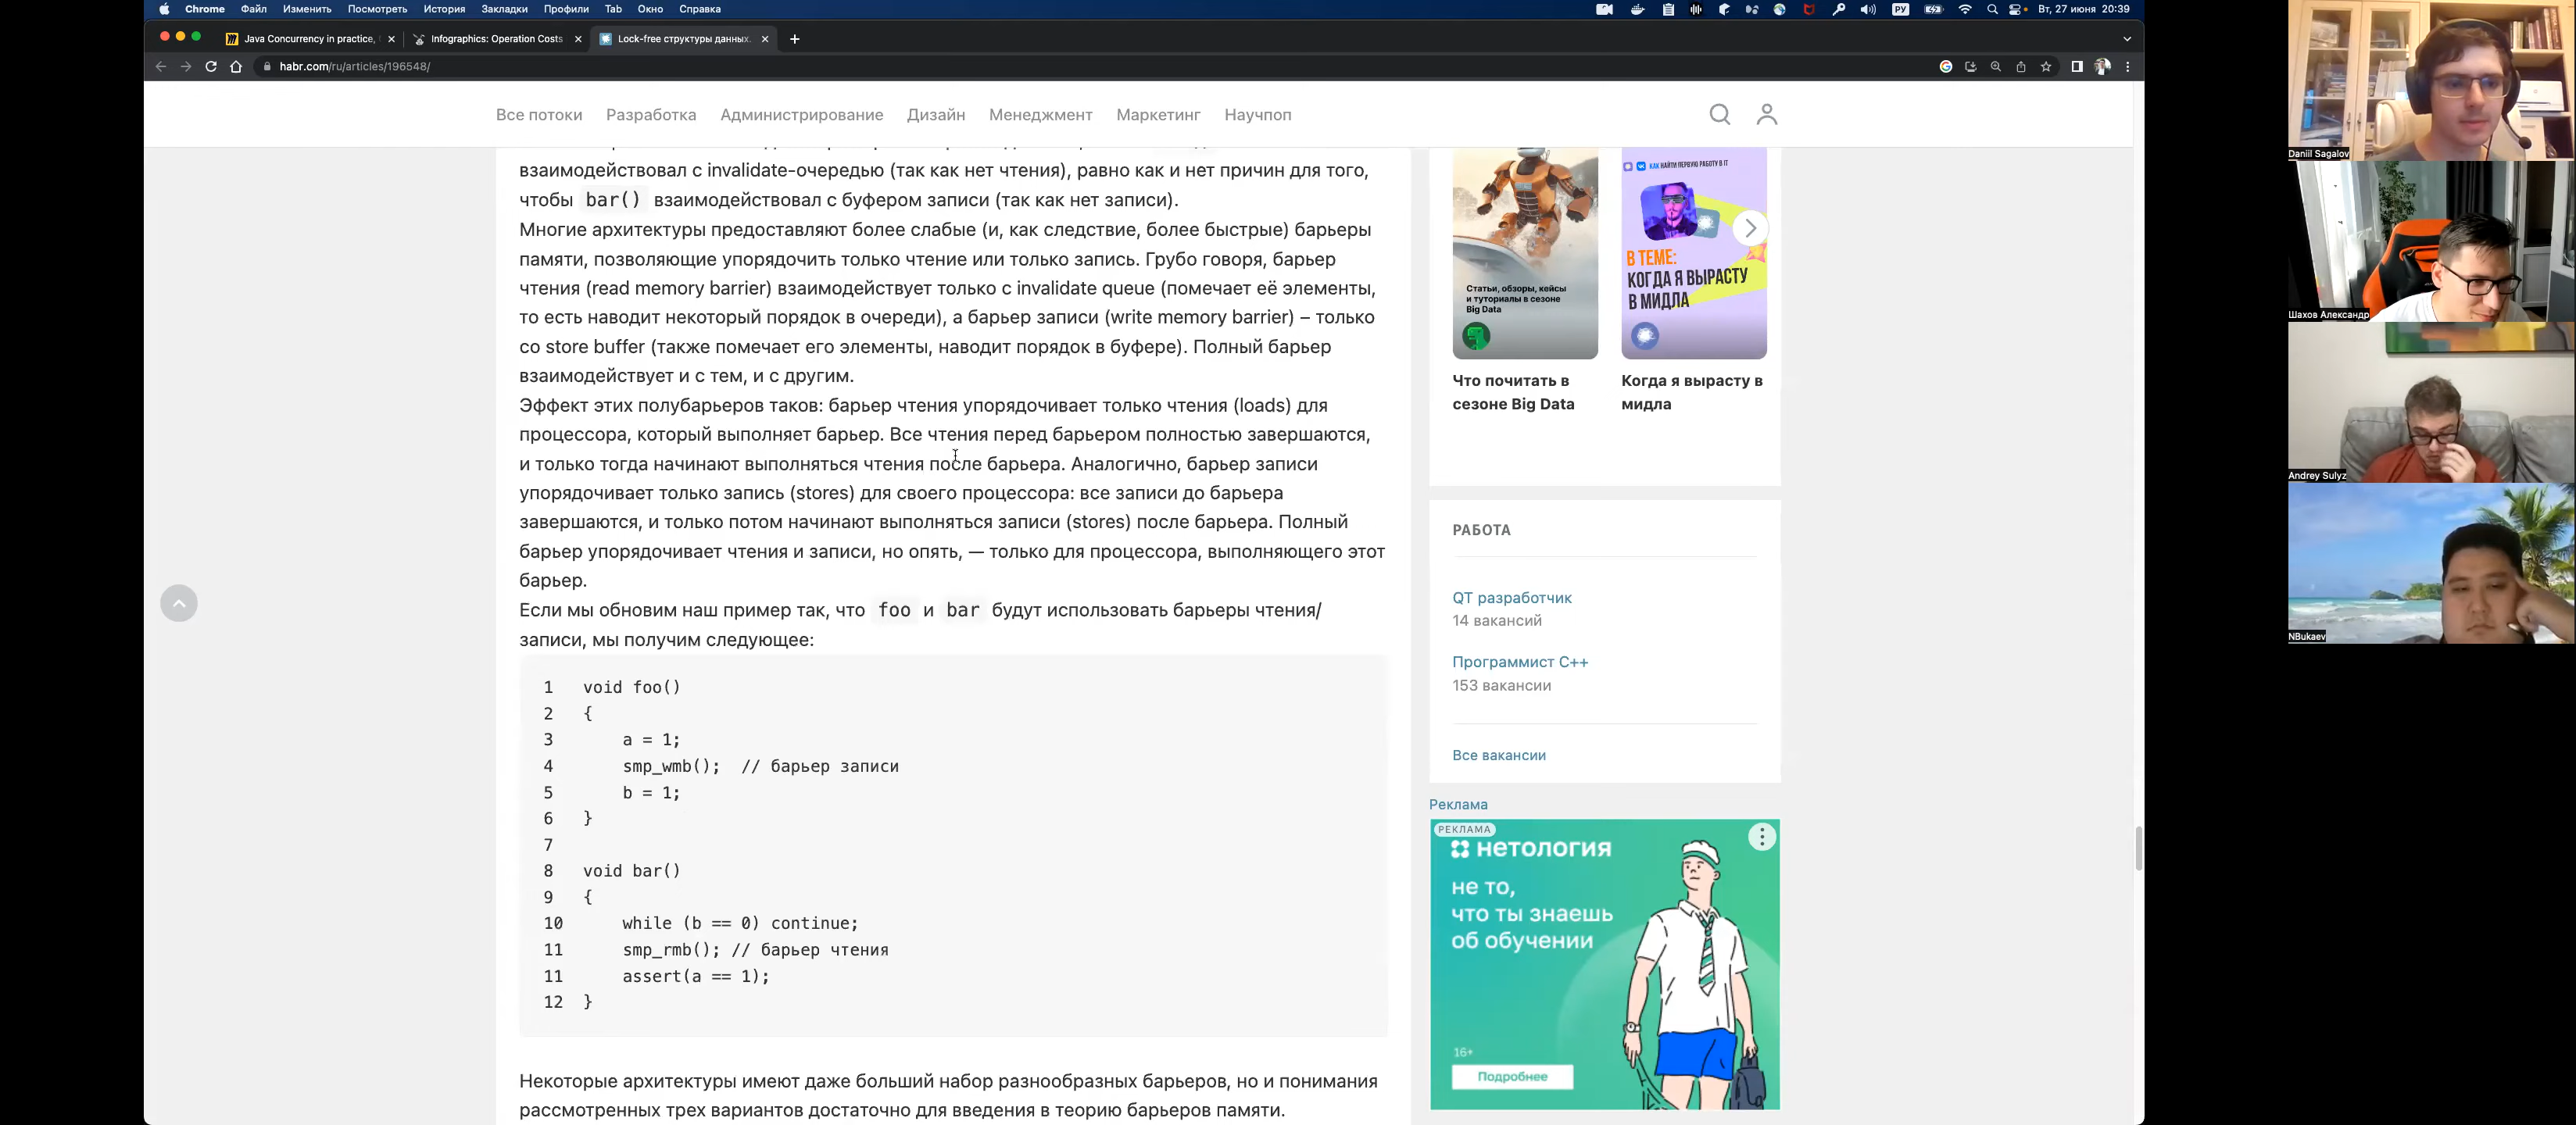 Chrome Файл Изменить Посмотреть История Закладки Профили Tab Окно Справка
РУ
Вт, 27 июня 20:39
Java Concurrency in practice,
Infographics: Operation Costs
Lock-free структуры данных.
habr.com/ru/articles/196548/
Все потоки Разработка Администрирование Дизайн Менеджмент Маркетинг Научпоп
взаимодействовал с invalidate-очередью (так как нет чтения), равно как и нет причин для того,
чтобы bar() взаимодействовал с буфером записи (так как нет записи).
Многие архитектуры предоставляют более слабые (и, как следствие, более быстрые) барьеры
памяти, позволяющие упорядочить только чтение или только запись. Грубо говоря, барьер
чтения (read memory barrier) взаимодействует только с invalidate queue (помечает её элементы,
то есть наводит некоторый порядок в очереди), а барьер записи (write memory barrier) – только
со store buffer (также помечает его элементы, наводит порядок в буфере). Полный барьер
взаимодействует и с тем, и с другим.
Эффект этих полубарьеров таков: барьер чтения упорядочивает только чтения (loads) для
процессора, который выполняет барьер. Все чтения перед барьером полностью завершаются,
и только тогда начинают выполняться чтения после барьера. Аналогично, барьер записи
упорядочивает только запись (stores) для своего процессора: все записи до барьера
завершаются, и только потом начинают выполняться записи (stores) после барьера. Полный
барьер упорядочивает чтения и записи, но опять, — только для процессора, выполняющего этот
барьер.
Если мы обновим наш пример так, что foo и bar будут использовать барьеры чтения/
записи, мы получим следующее:
1 void foo()
2 {
3 a = 1;
4 smp_wmb(); // барьер записи
5 b = 1;
6 }
7
8 void bar()
9 {
10 while (b == 0) continue;
11 smp_rmb(); // барьер чтения
11 assert(a == 1);
12 }
Некоторые архитектуры имеют даже больший набор разнообразных барьеров, но и понимания
рассмотренных трех вариантов достаточно для введения в теорию барьеров памяти.
Статьи, обзоры, кейсы
и туториалы в сезоне
Big Data
Что почитать в
сезоне Big Data
КАК НАЙТИ ПЕРВУЮ РАБОТУ В IT
В ТЕМЕ:
КОГДА Я ВЫРАСТУ
В МИДЛА
Когда я вырасту в
мидла
РАБОТА
QT разработчик
14 вакансий
Программист C++
153 вакансии
Все вакансии
Реклама
РЕКЛАМА
нетология
не то,
что ты знаешь
об обучении
16+
Подробнее
Daniil Sagalov
Шахов Александр
Andrey Sulyz
NBukaev